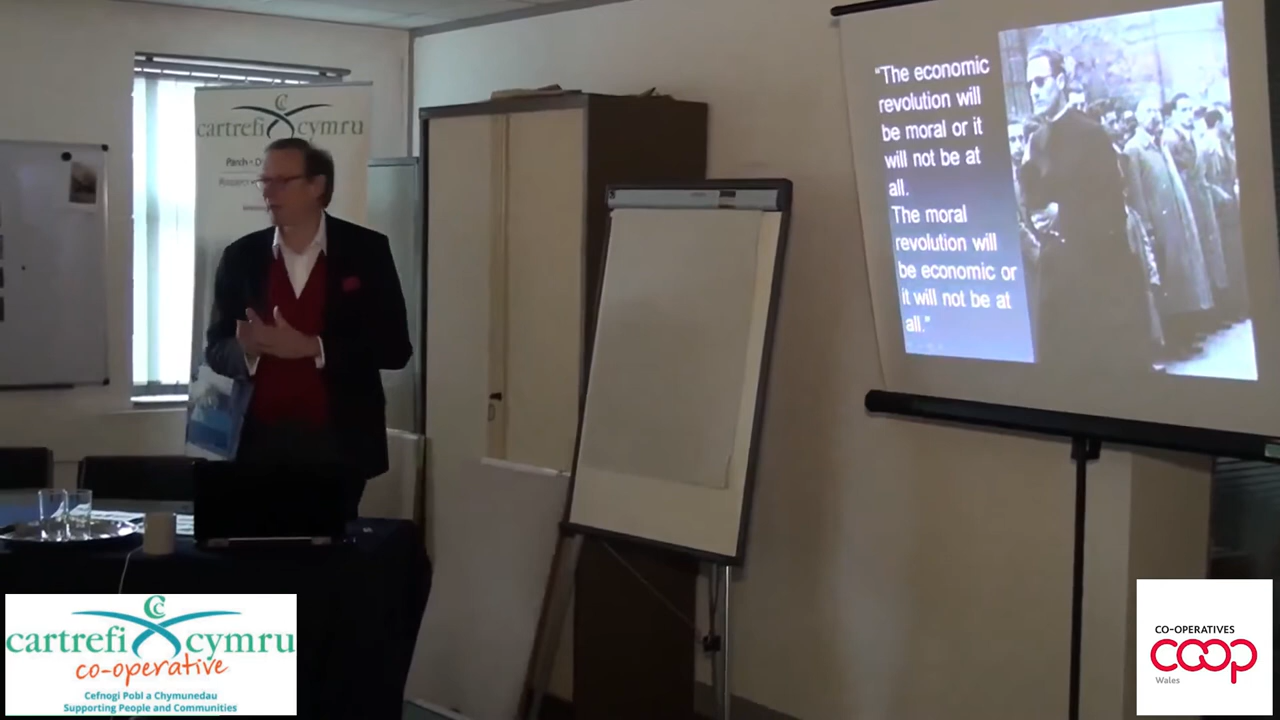 cartrefi cymru
Parch
"The economic
revolution will
be moral or it
will not be at
all.
The moral
revolution will
be economic or
it will not be at
all."
cartrefi cymru
co-operative
Cefnogi Pobl a Chymunedau
Supporting People and Communities
CO-OPERATIVES
coop
Wales